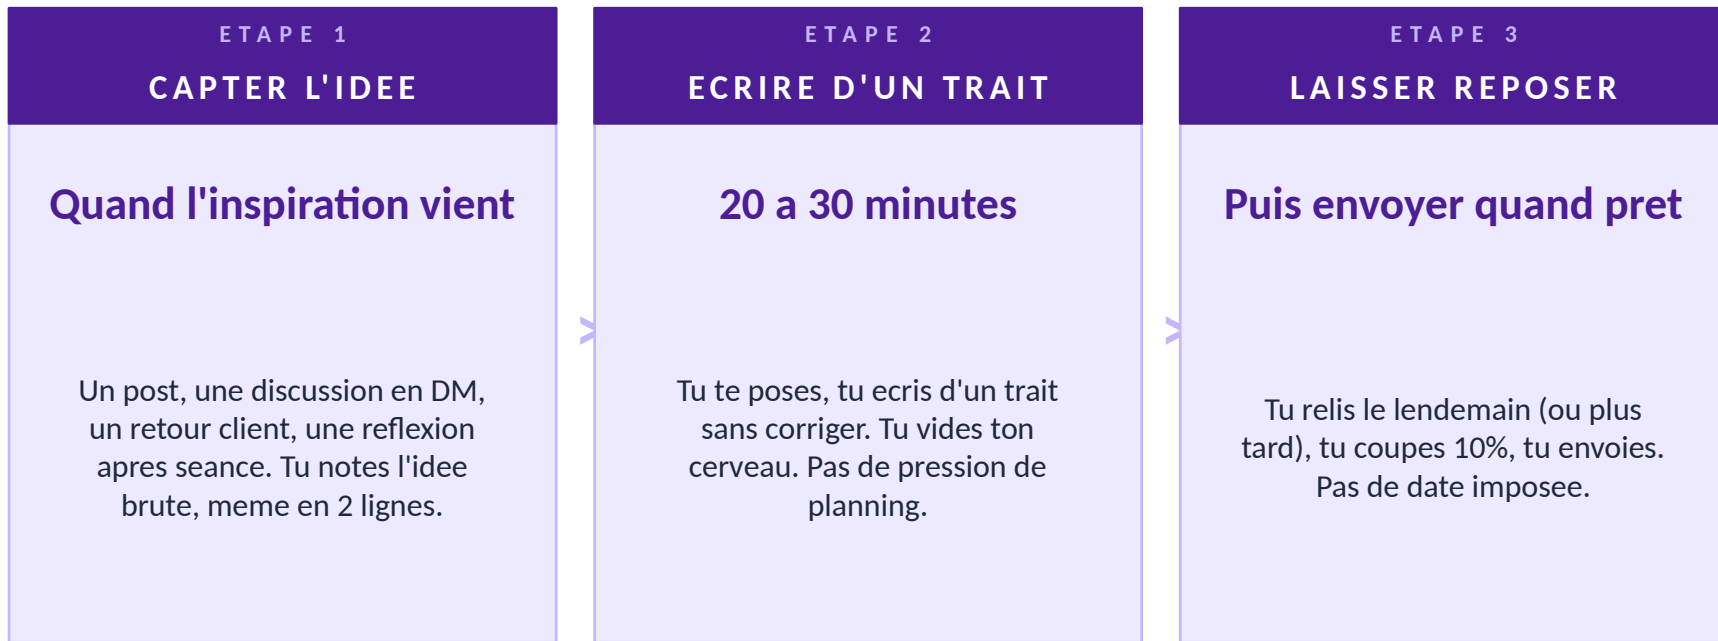 ETAPE 1
CAPTER L'IDEE
Quand l'inspiration vient
Un post, une discussion en DM,
un retour client, une reflexion
apres seance. Tu notes l'idee
brute, meme en 2 lignes.
>
ETAPE 2
ECRIRE D'UN TRAIT
20 a 30 minutes
Tu te poses, tu ecris d'un trait
sans corriger. Tu vides ton
cerveau. Pas de pression de
planning.
>
ETAPE 3
LAISSER REPOSER
Puis envoyer quand pret
Tu relis le lendemain (ou plus
tard), tu coupes 10%, tu envoies.
Pas de date imposee.